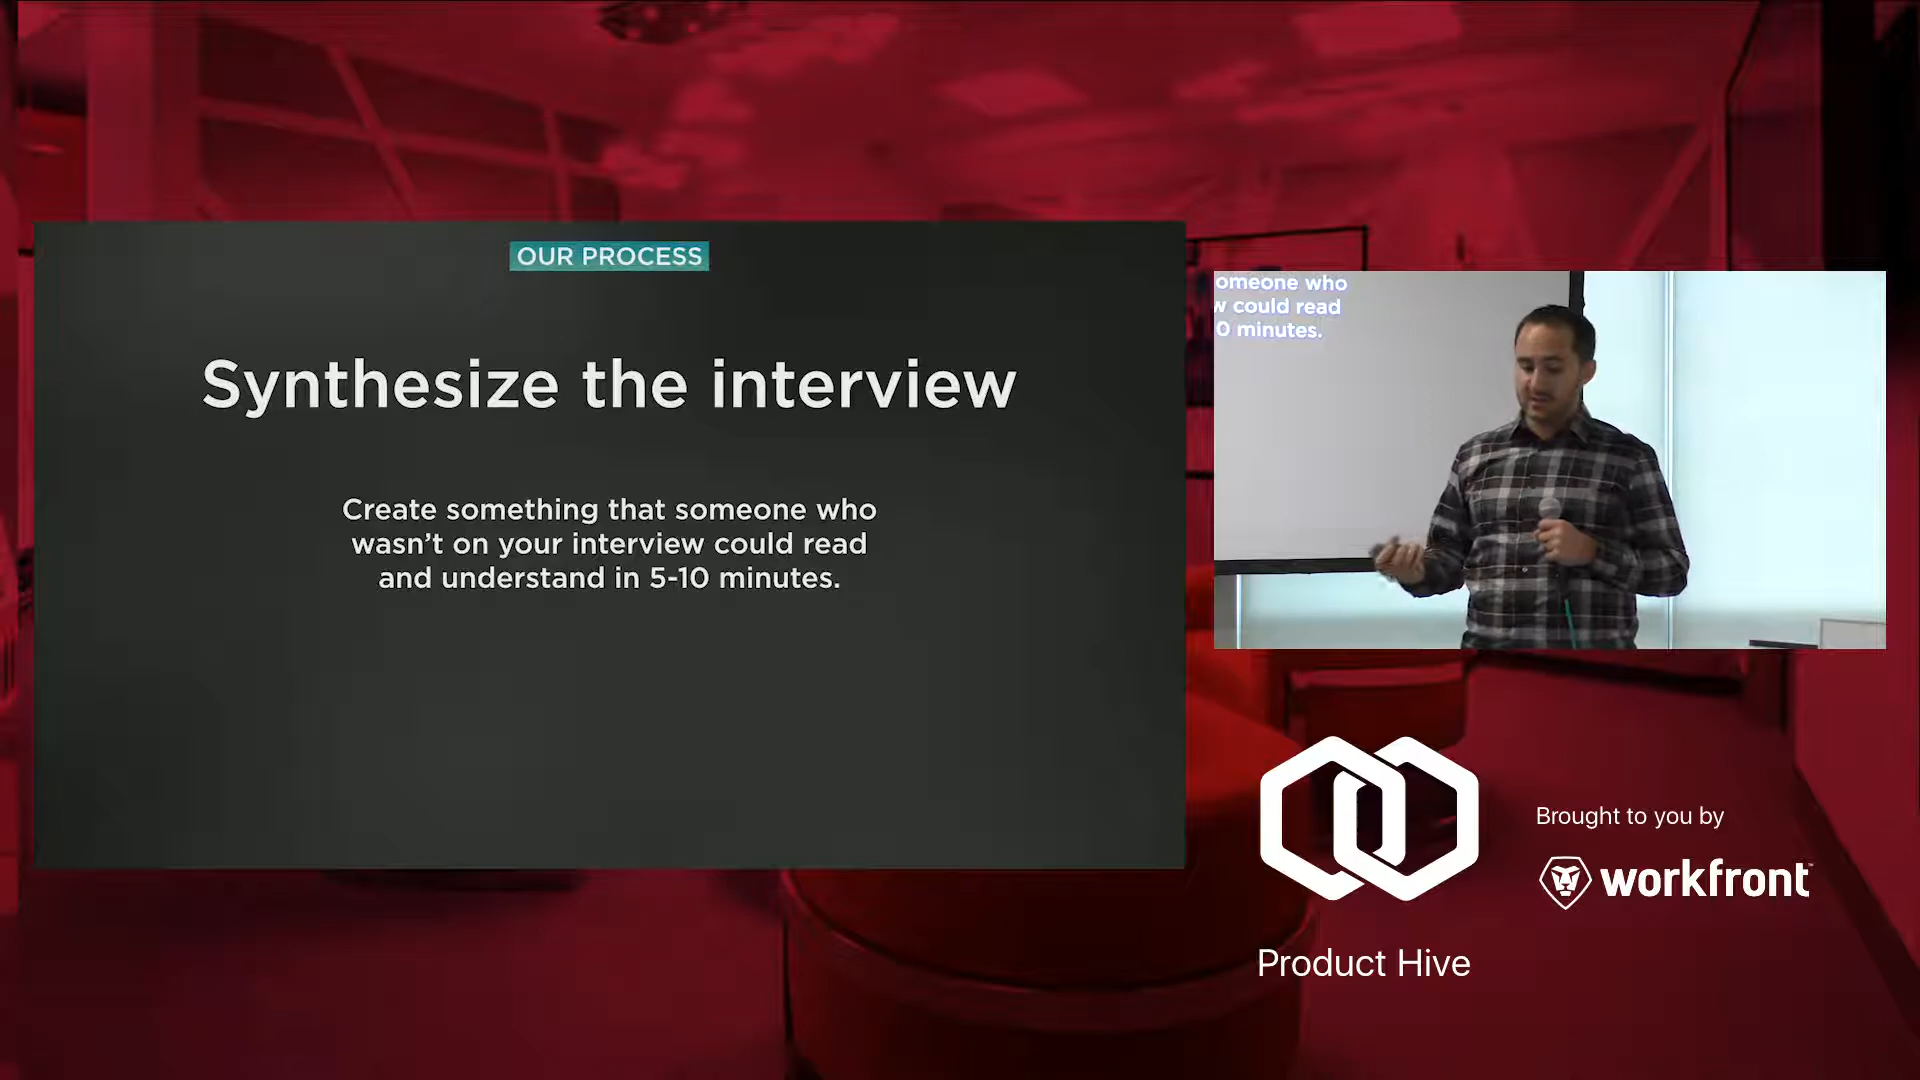 OUR PROCESS
Synthesize the interview
Create something that someone who
wasn't on your interview could read
and understand in 5-10 minutes.
omeone who
w could read
0 minutes.
Brought to you by
workfront
Product Hive